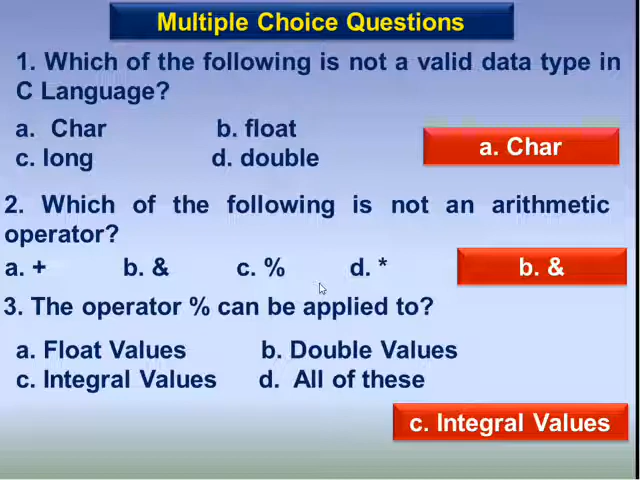 Multiple Choice Questions
1. Which of the following is not a valid data type in
C Language?
a. Char b. float
c. long d. double
a. Char
2. Which of the following is not an arithmetic
operator?
a. + b. & c. % d. *
b. &
3. The operator % can be applied to?
a. Float Values b. Double Values
c. Integral Values d. All of these
c. Integral Values